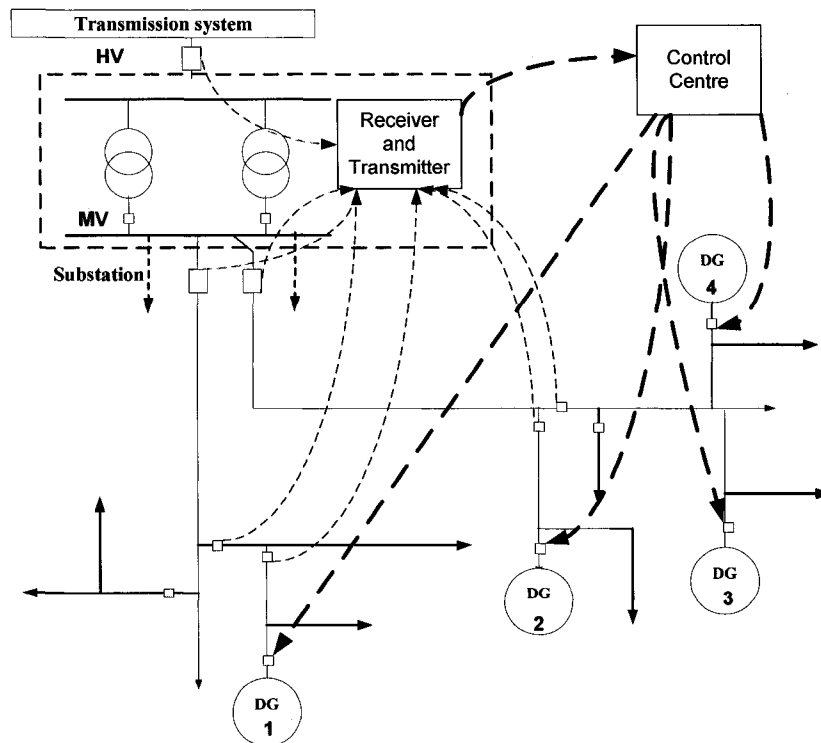 Transmission system
HV
Control
Centre
Receiver
and
Transmitter
MV
Substation
DG
4
DG
2
DG
3
DG
1